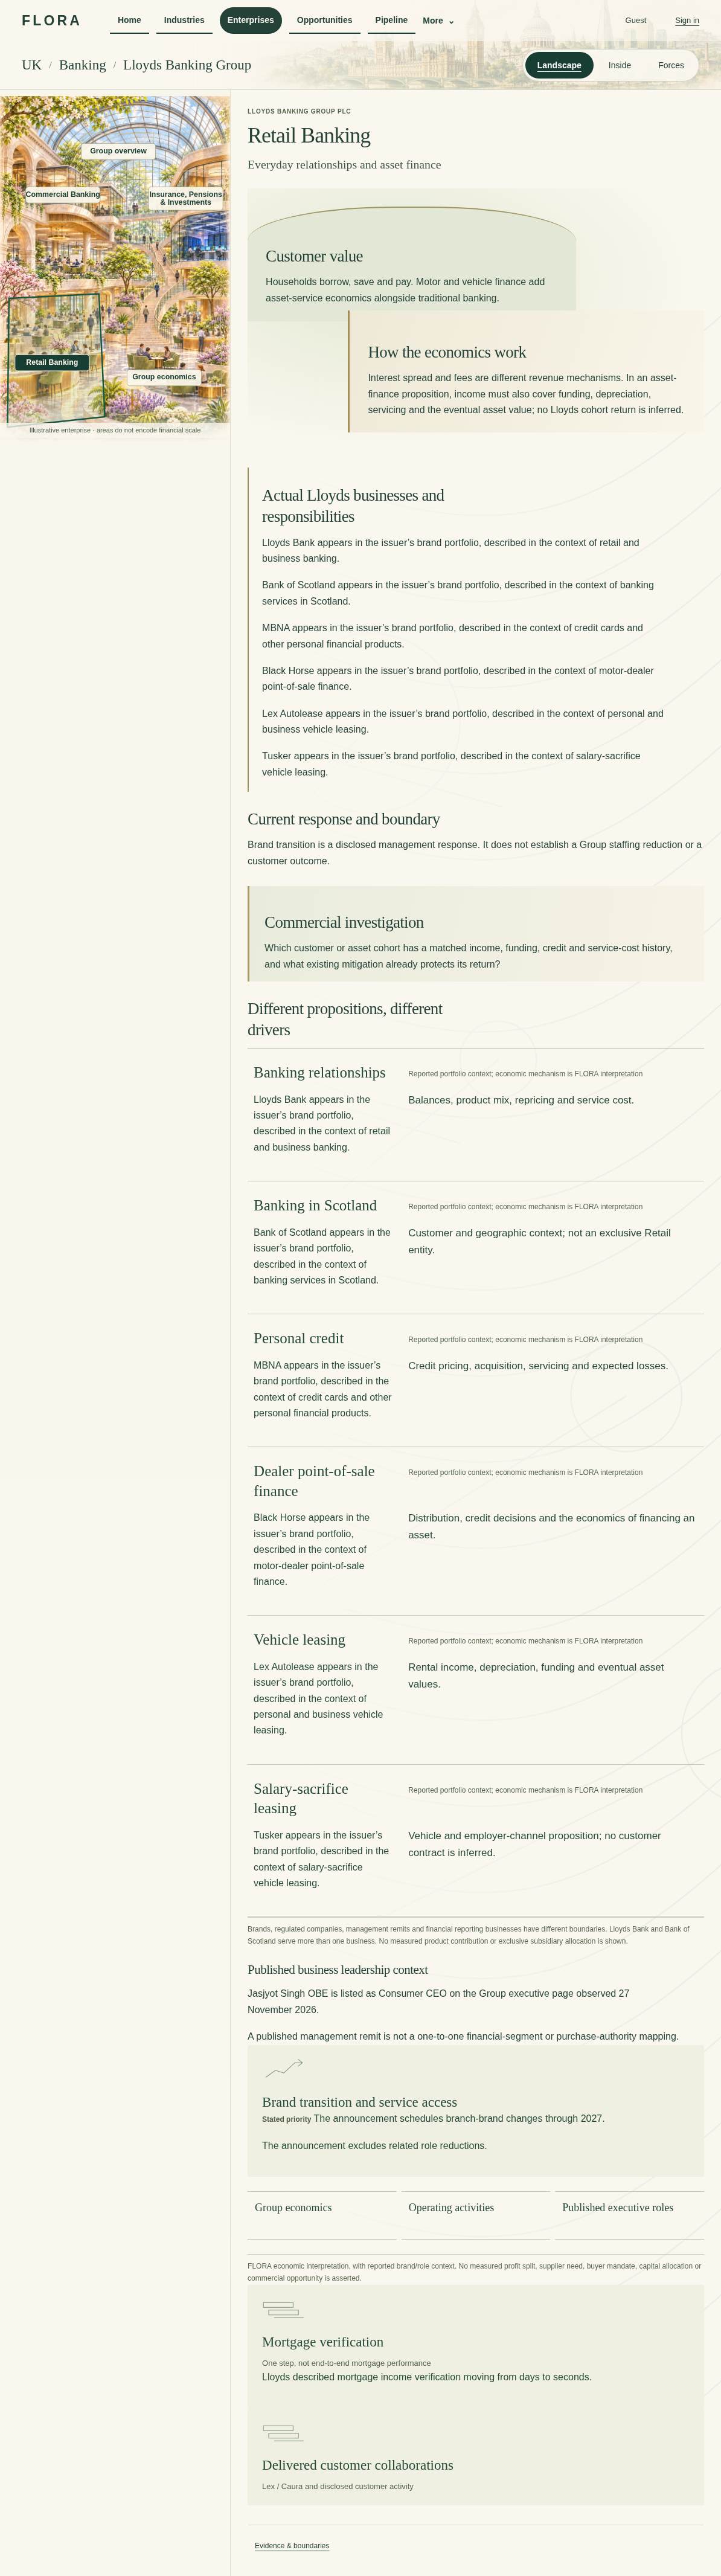 FLORA
Home
Industries
Enterprises
Opportunities
Pipeline
More ⌄
Guest
Sign in
UK / Banking / Lloyds Banking Group
Landscape
Inside
Forces
Group overview
Commercial Banking
Insurance, Pensions
& Investments
Retail Banking
Group economics
Illustrative enterprise · areas do not encode financial scale
LLOYDS BANKING GROUP PLC
Retail Banking
Everyday relationships and asset finance
Customer value
Households borrow, save and pay. Motor and vehicle finance add
asset-service economics alongside traditional banking.
How the economics work
Interest spread and fees are different revenue mechanisms. In an asset-
finance proposition, income must also cover funding, depreciation,
servicing and the eventual asset value; no Lloyds cohort return is inferred.
Actual Lloyds businesses and
responsibilities
Lloyds Bank appears in the issuer’s brand portfolio, described in the context of retail and
business banking.
Bank of Scotland appears in the issuer’s brand portfolio, described in the context of banking
services in Scotland.
MBNA appears in the issuer’s brand portfolio, described in the context of credit cards and
other personal financial products.
Black Horse appears in the issuer’s brand portfolio, described in the context of motor-dealer
point-of-sale finance.
Lex Autolease appears in the issuer’s brand portfolio, described in the context of personal and
business vehicle leasing.
Tusker appears in the issuer’s brand portfolio, described in the context of salary-sacrifice
vehicle leasing.
Current response and boundary
Brand transition is a disclosed management response. It does not establish a Group staffing reduction or a
customer outcome.
Commercial investigation
Which customer or asset cohort has a matched income, funding, credit and service-cost history,
and what existing mitigation already protects its return?
Different propositions, different
drivers
Banking relationships
Reported portfolio context; economic mechanism is FLORA interpretation
Lloyds Bank appears in the
issuer’s brand portfolio,
described in the context of retail
and business banking.
Balances, product mix, repricing and service cost.
Banking in Scotland
Reported portfolio context; economic mechanism is FLORA interpretation
Bank of Scotland appears in the
issuer’s brand portfolio,
described in the context of
banking services in Scotland.
Customer and geographic context; not an exclusive Retail
entity.
Personal credit
Reported portfolio context; economic mechanism is FLORA interpretation
MBNA appears in the issuer’s
brand portfolio, described in the
context of credit cards and other
personal financial products.
Credit pricing, acquisition, servicing and expected losses.
Dealer point-of-sale
finance
Reported portfolio context; economic mechanism is FLORA interpretation
Black Horse appears in the
issuer’s brand portfolio,
described in the context of
motor-dealer point-of-sale
finance.
Distribution, credit decisions and the economics of financing an
asset.
Vehicle leasing
Reported portfolio context; economic mechanism is FLORA interpretation
Lex Autolease appears in the
issuer’s brand portfolio,
described in the context of
personal and business vehicle
leasing.
Rental income, depreciation, funding and eventual asset
values.
Salary-sacrifice
leasing
Reported portfolio context; economic mechanism is FLORA interpretation
Tusker appears in the issuer’s
brand portfolio, described in the
context of salary-sacrifice
vehicle leasing.
Vehicle and employer-channel proposition; no customer
contract is inferred.
Brands, regulated companies, management remits and financial reporting businesses have different boundaries. Lloyds Bank and Bank of
Scotland serve more than one business. No measured product contribution or exclusive subsidiary allocation is shown.
Published business leadership context
Jasjyot Singh OBE is listed as Consumer CEO on the Group executive page observed 27
November 2026.
A published management remit is not a one-to-one financial-segment or purchase-authority mapping.
Brand transition and service access
Stated priority The announcement schedules branch-brand changes through 2027.
The announcement excludes related role reductions.
Group economics
Operating activities
Published executive roles
FLORA economic interpretation, with reported brand/role context. No measured profit split, supplier need, buyer mandate, capital allocation or
commercial opportunity is asserted.
Mortgage verification
One step, not end-to-end mortgage performance
Lloyds described mortgage income verification moving from days to seconds.
Delivered customer collaborations
Lex / Caura and disclosed customer activity
Evidence & boundaries